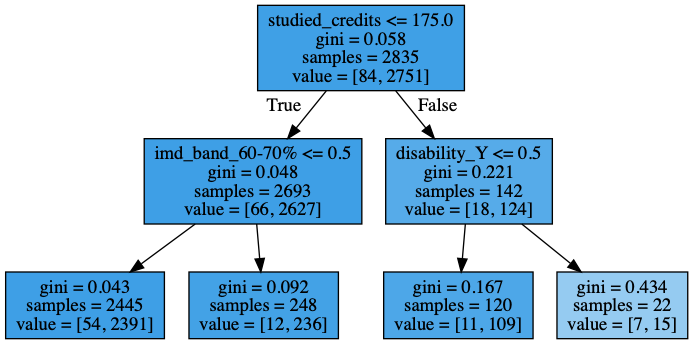 studied_credits <= 175.0
gini = 0.058
samples = 2835
value = [84, 2751]
True
False
imd_band_60-70% <= 0.5
gini = 0.048
samples = 2693
value = [66, 2627]
disability_Y <= 0.5
gini = 0.221
samples = 142
value = [18, 124]
gini = 0.043
samples = 2445
value = [54, 2391]
gini = 0.092
samples = 248
value = [12, 236]
gini = 0.167
samples = 120
value = [11, 109]
gini = 0.434
samples = 22
value = [7, 15]